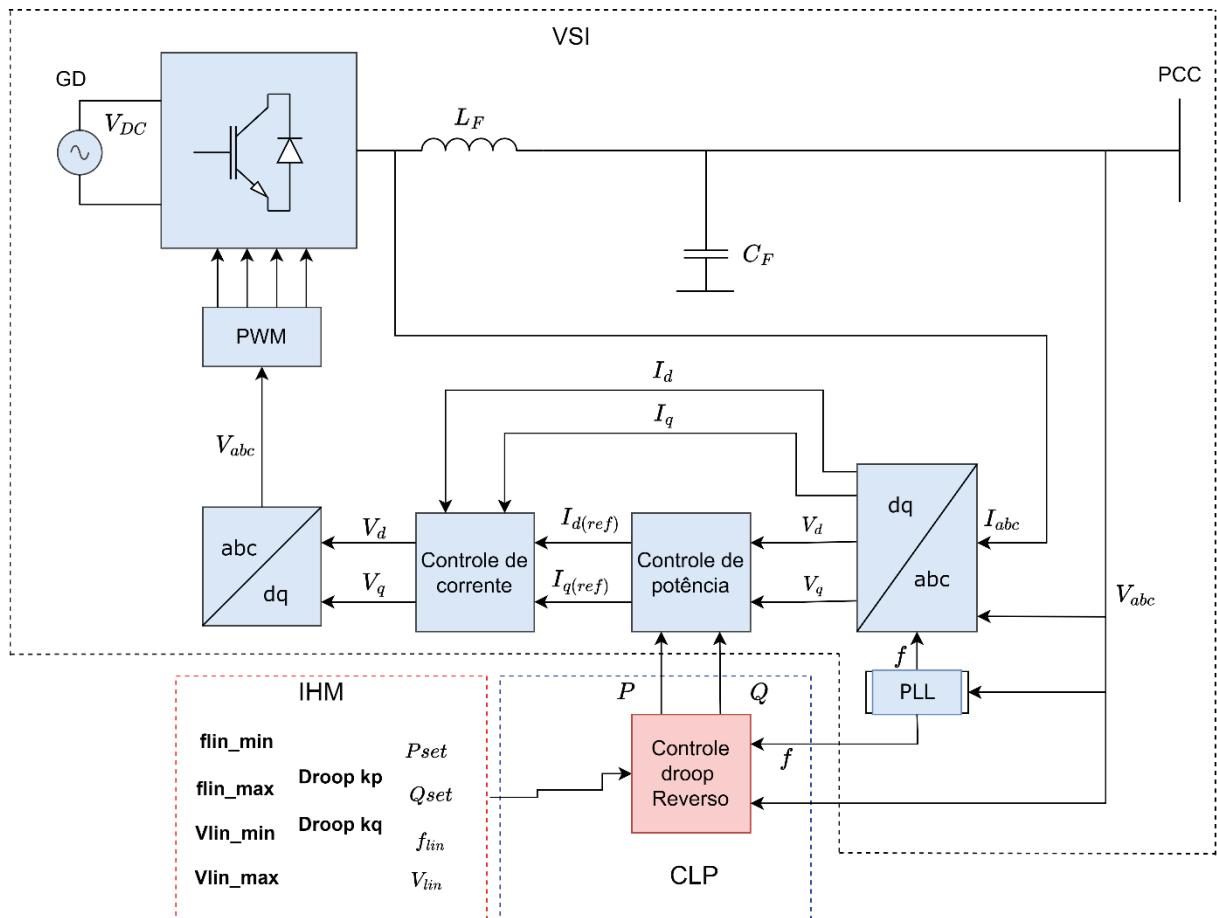 VSI
GD
PCC
V_DC
L_F
C_F
PWM
I_d
I_q
V_abc
dq
abc
I_abc
V_abc
abc
dq
V_d
V_q
Controle de
corrente
I_d(ref)
I_q(ref)
Controle de
potência
V_d
V_q
f
PLL
IHM
P
Q
flin_min
flin_max
Vlin_min
Vlin_max
Droop kp
Droop kq
Pset
Qset
f_lin
V_lin
Controle
droop
Reverso
f
CLP